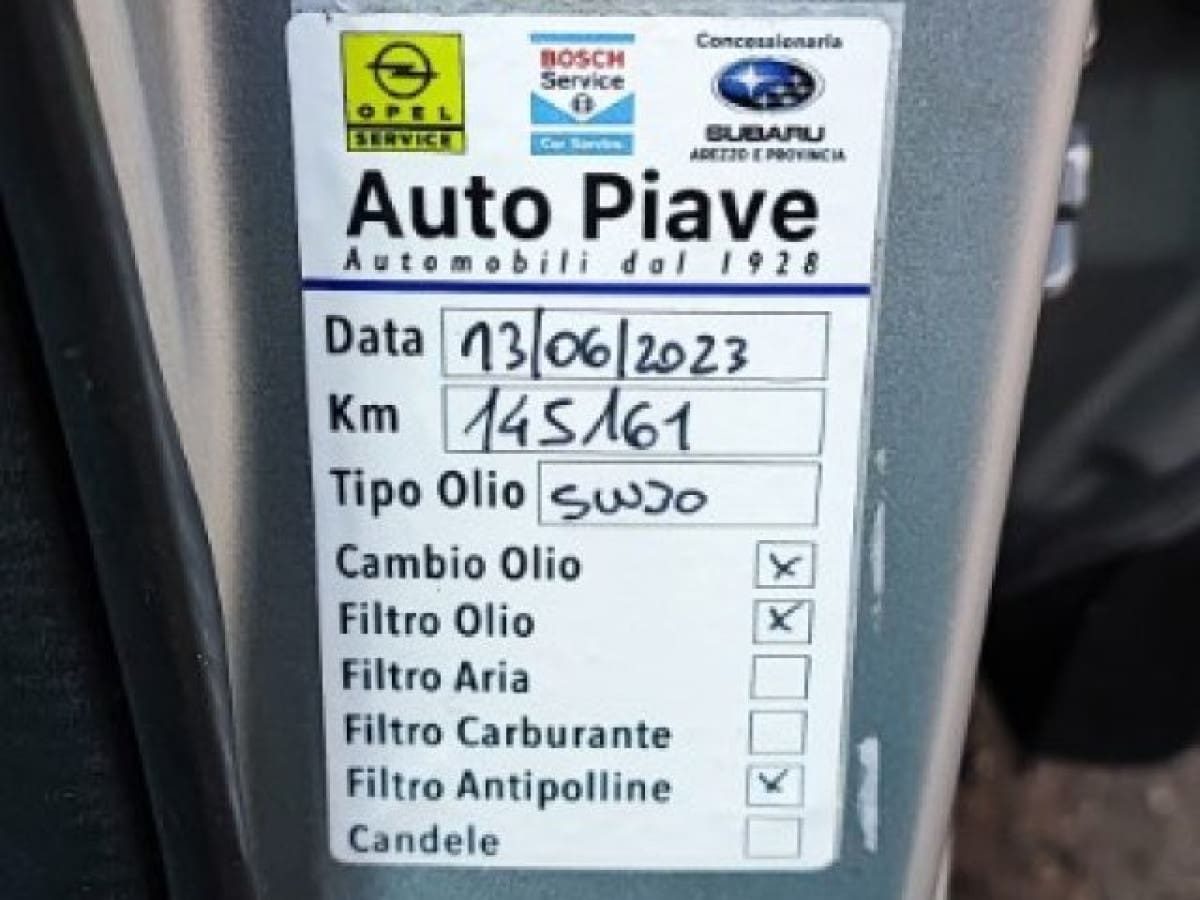 OPEL
SERVICE
BOSCH
Service
Car Service
Concessionaria
SUBARU
AREZZO E PROVINCIA
Auto Piave
Automobili dal 1928
Data 13/06/2023
Km 145161
Tipo Olio 5W30
Cambio Olio x
Filtro Olio x
Filtro Aria
Filtro Carburante
Filtro Antipolline x
Candele